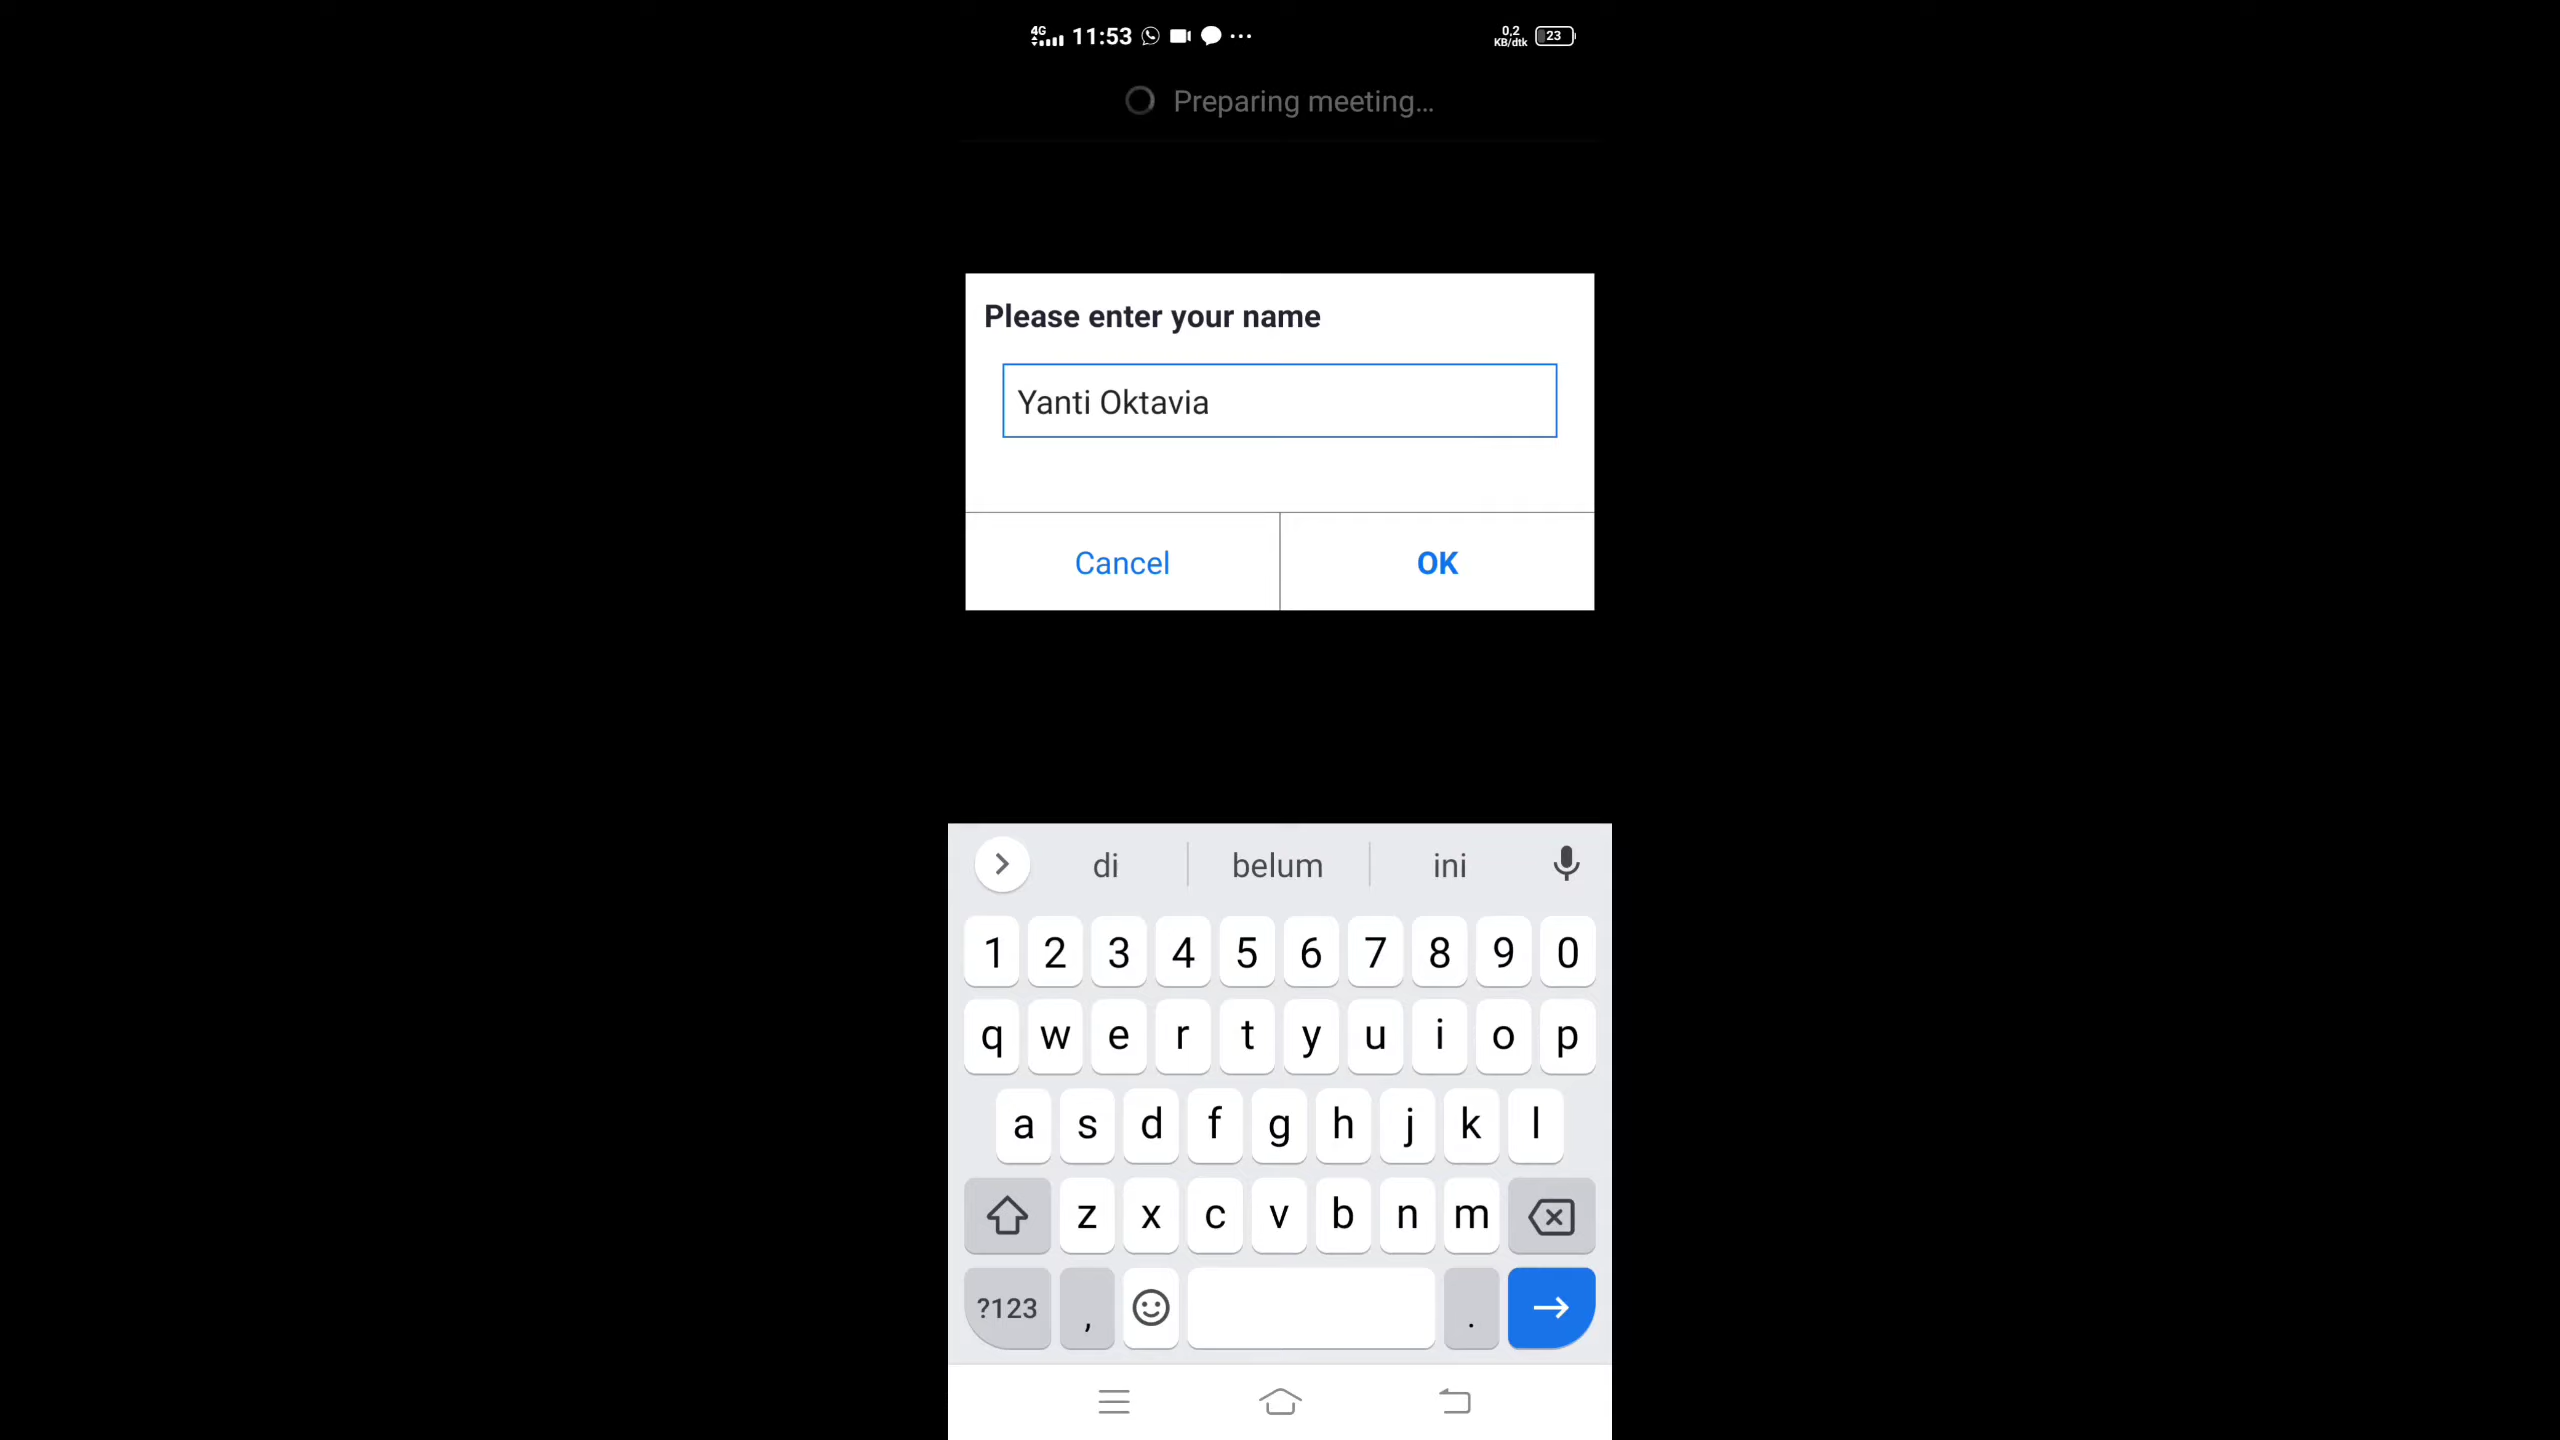 4G 11:53 ... 0,2 KB/dtk 23
Preparing meeting...
Please enter your name
Yanti Oktavia
Cancel OK
di belum ini
1 2 3 4 5 6 7 8 9 0
q w e r t y u i o p
a s d f g h j k l
z x c v b n m
?123 , .